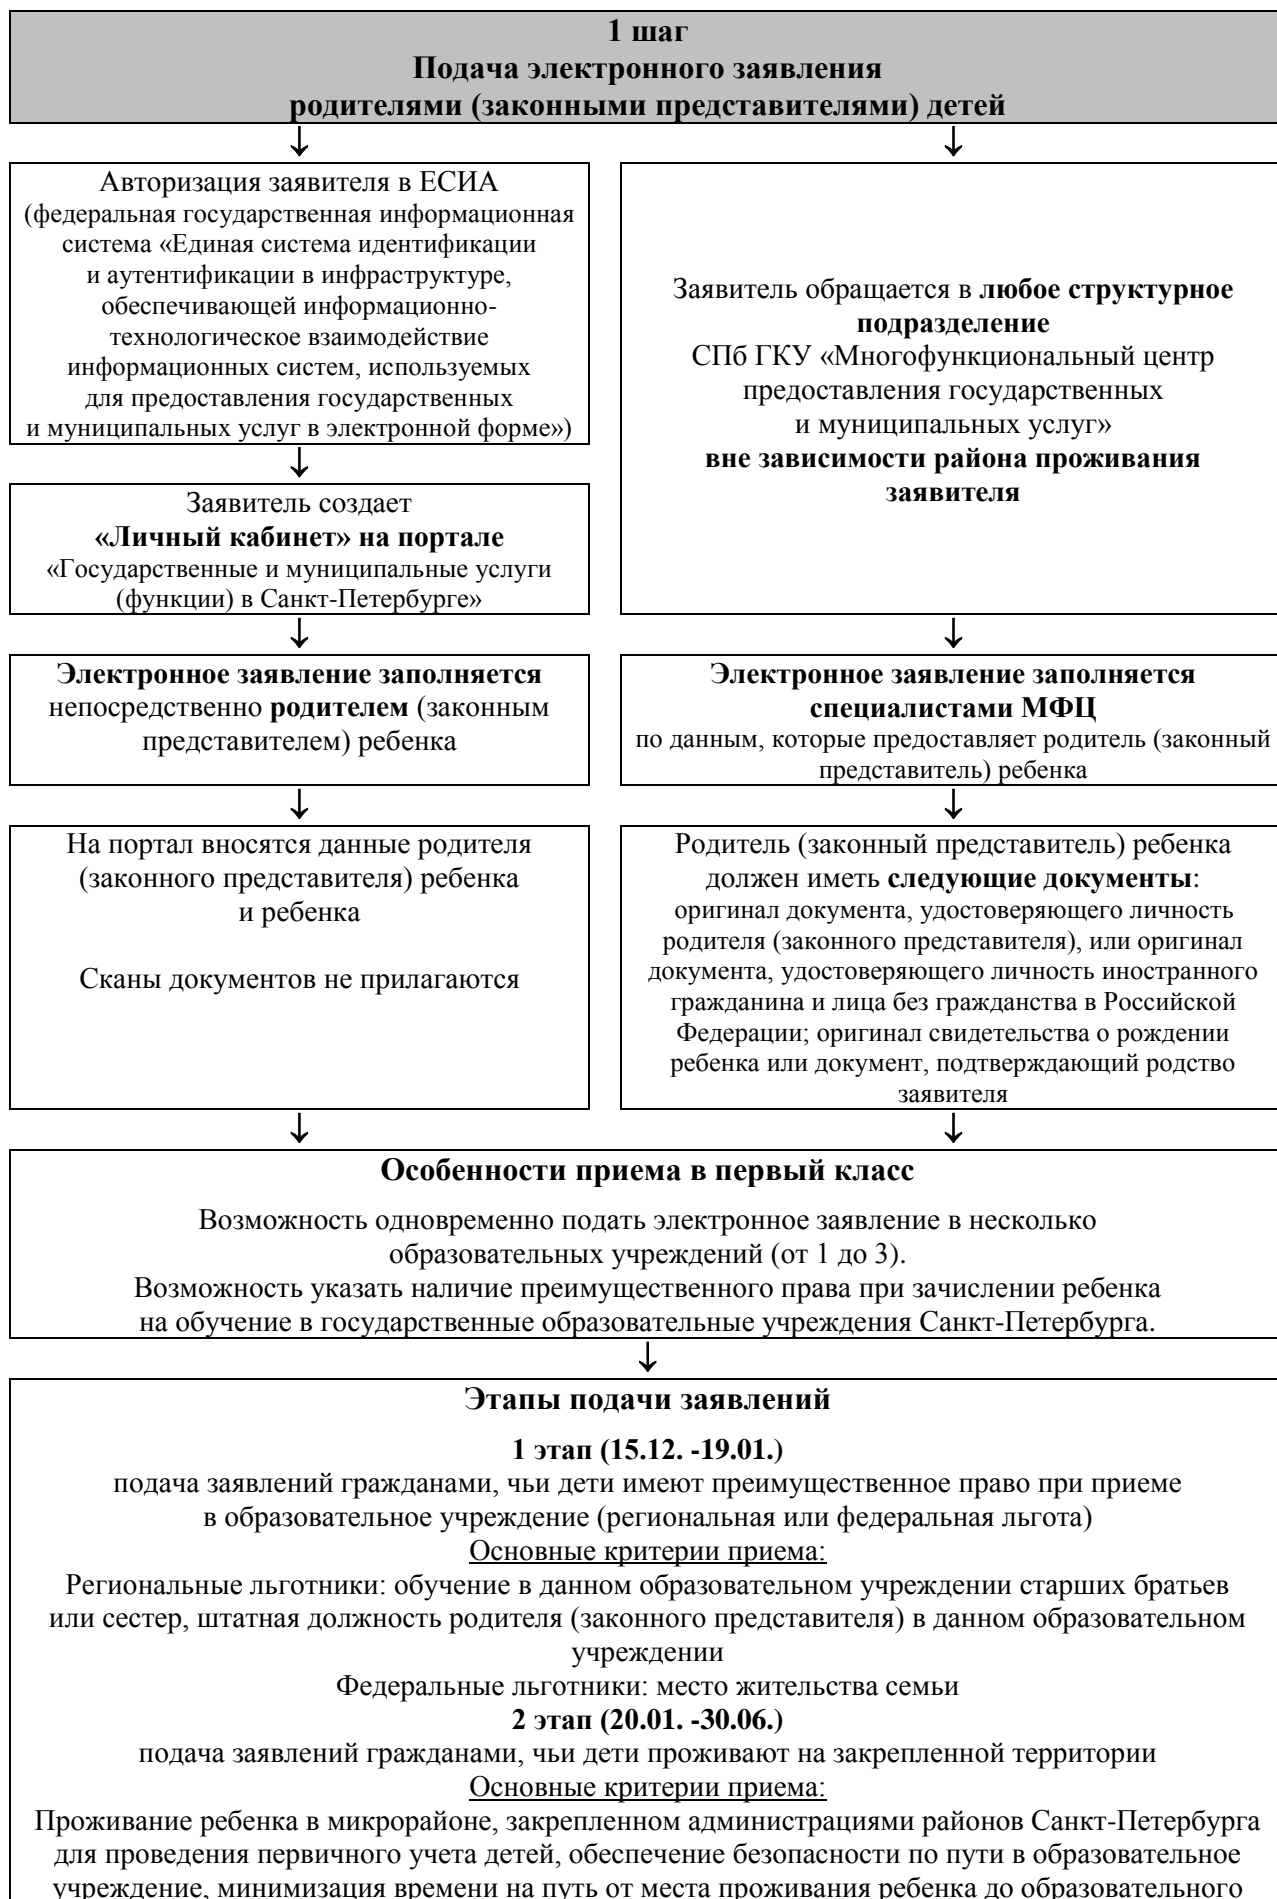 1 шаг
Подача электронного заявления
родителями (законными представителями) детей
↓
↓
Авторизация заявителя в ЕСИА
(федеральная государственная информационная
система «Единая система идентификации
и аутентификации в инфраструктуре,
обеспечивающей информационно-
технологическое взаимодействие
информационных систем, используемых
для предоставления государственных
и муниципальных услуг в электронной форме»)
↓
Заявитель создает
«Личный кабинет» на портале
«Государственные и муниципальные услуги
(функции) в Санкт-Петербурге»
↓
Электронное заявление заполняется
непосредственно родителем (законным
представителем) ребенка
↓
На портал вносятся данные родителя
(законного представителя) ребенка
и ребенка
Сканы документов не прилагаются
↓
Заявитель обращается в любое структурное
подразделение
СПб ГКУ «Многофункциональный центр
предоставления государственных
и муниципальных услуг»
вне зависимости района проживания
заявителя
↓
Электронное заявление заполняется
специалистами МФЦ
по данным, которые предоставляет родитель (законный
представитель) ребенка
↓
Родитель (законный представитель) ребенка
должен иметь следующие документы:
оригинал документа, удостоверяющего личность
родителя (законного представителя), или оригинал
документа, удостоверяющего личность иностранного
гражданина и лица без гражданства в Российской
Федерации; оригинал свидетельства о рождении
ребенка или документ, подтверждающий родство
заявителя
↓
Особенности приема в первый класс
Возможность одновременно подать электронное заявление в несколько
образовательных учреждений (от 1 до 3).
Возможность указать наличие преимущественного права при зачислении ребенка
на обучение в государственные образовательные учреждения Санкт-Петербурга.
↓
Этапы подачи заявлений
1 этап (15.12. -19.01.)
подача заявлений гражданами, чьи дети имеют преимущественное право при приеме
в образовательное учреждение (региональная или федеральная льгота)
Основные критерии приема:
Региональные льготники: обучение в данном образовательном учреждении старших братьев
или сестер, штатная должность родителя (законного представителя) в данном образовательном
учреждении
Федеральные льготники: место жительства семьи
2 этап (20.01. -30.06.)
подача заявлений гражданами, чьи дети проживают на закрепленной территории
Основные критерии приема:
Проживание ребенка в микрорайоне, закрепленном администрациями районов Санкт-Петербурга
для проведения первичного учета детей, обеспечение безопасности по пути в образовательное
учреждение, минимизация времени на путь от места проживания ребенка до образовательного